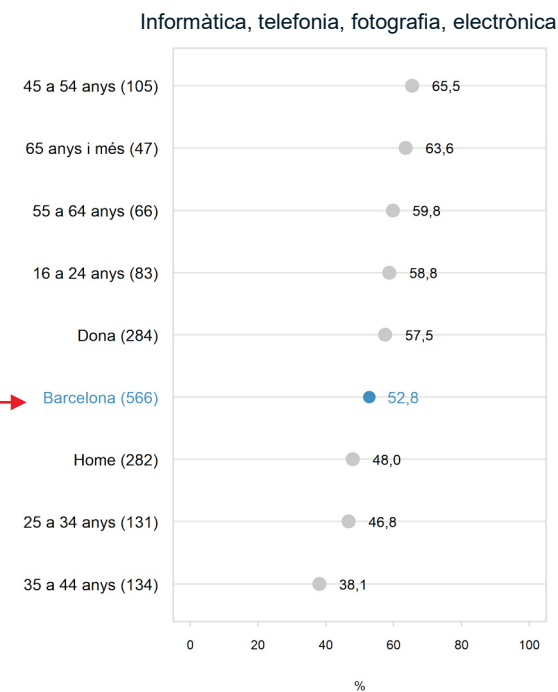 Informàtica, telefonia, fotografia, electrònica
45 a 54 anys (105) 65,5
65 anys i més (47) 63,6
55 a 64 anys (66) 59,8
16 a 24 anys (83) 58,8
Dona (284) 57,5
Barcelona (566) 52,8
Home (282) 48,0
25 a 34 anys (131) 46,8
35 a 44 anys (134) 38,1
0 20 40 60 80 100
%